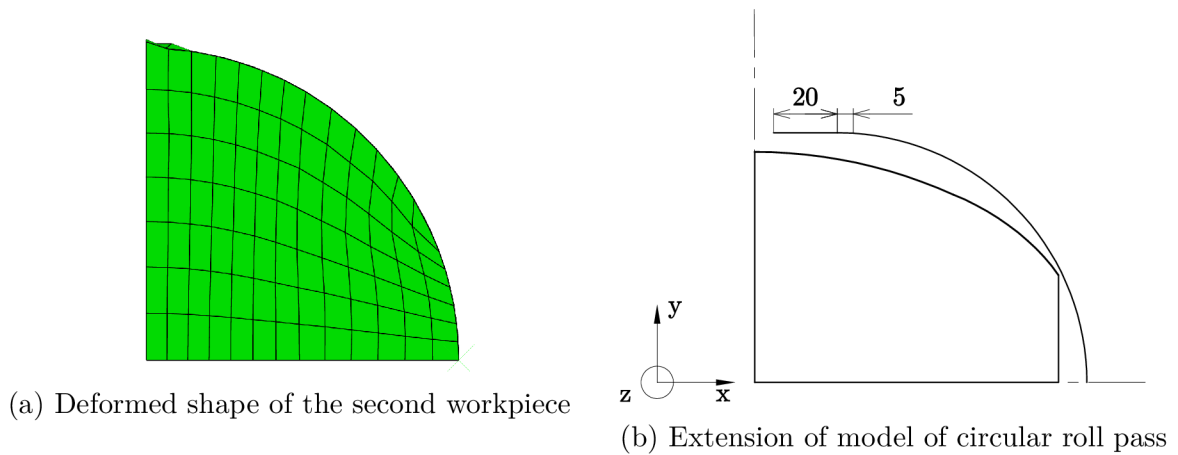 20 5
y
z x
(a) Deformed shape of the second workpiece
(b) Extension of model of circular roll pass